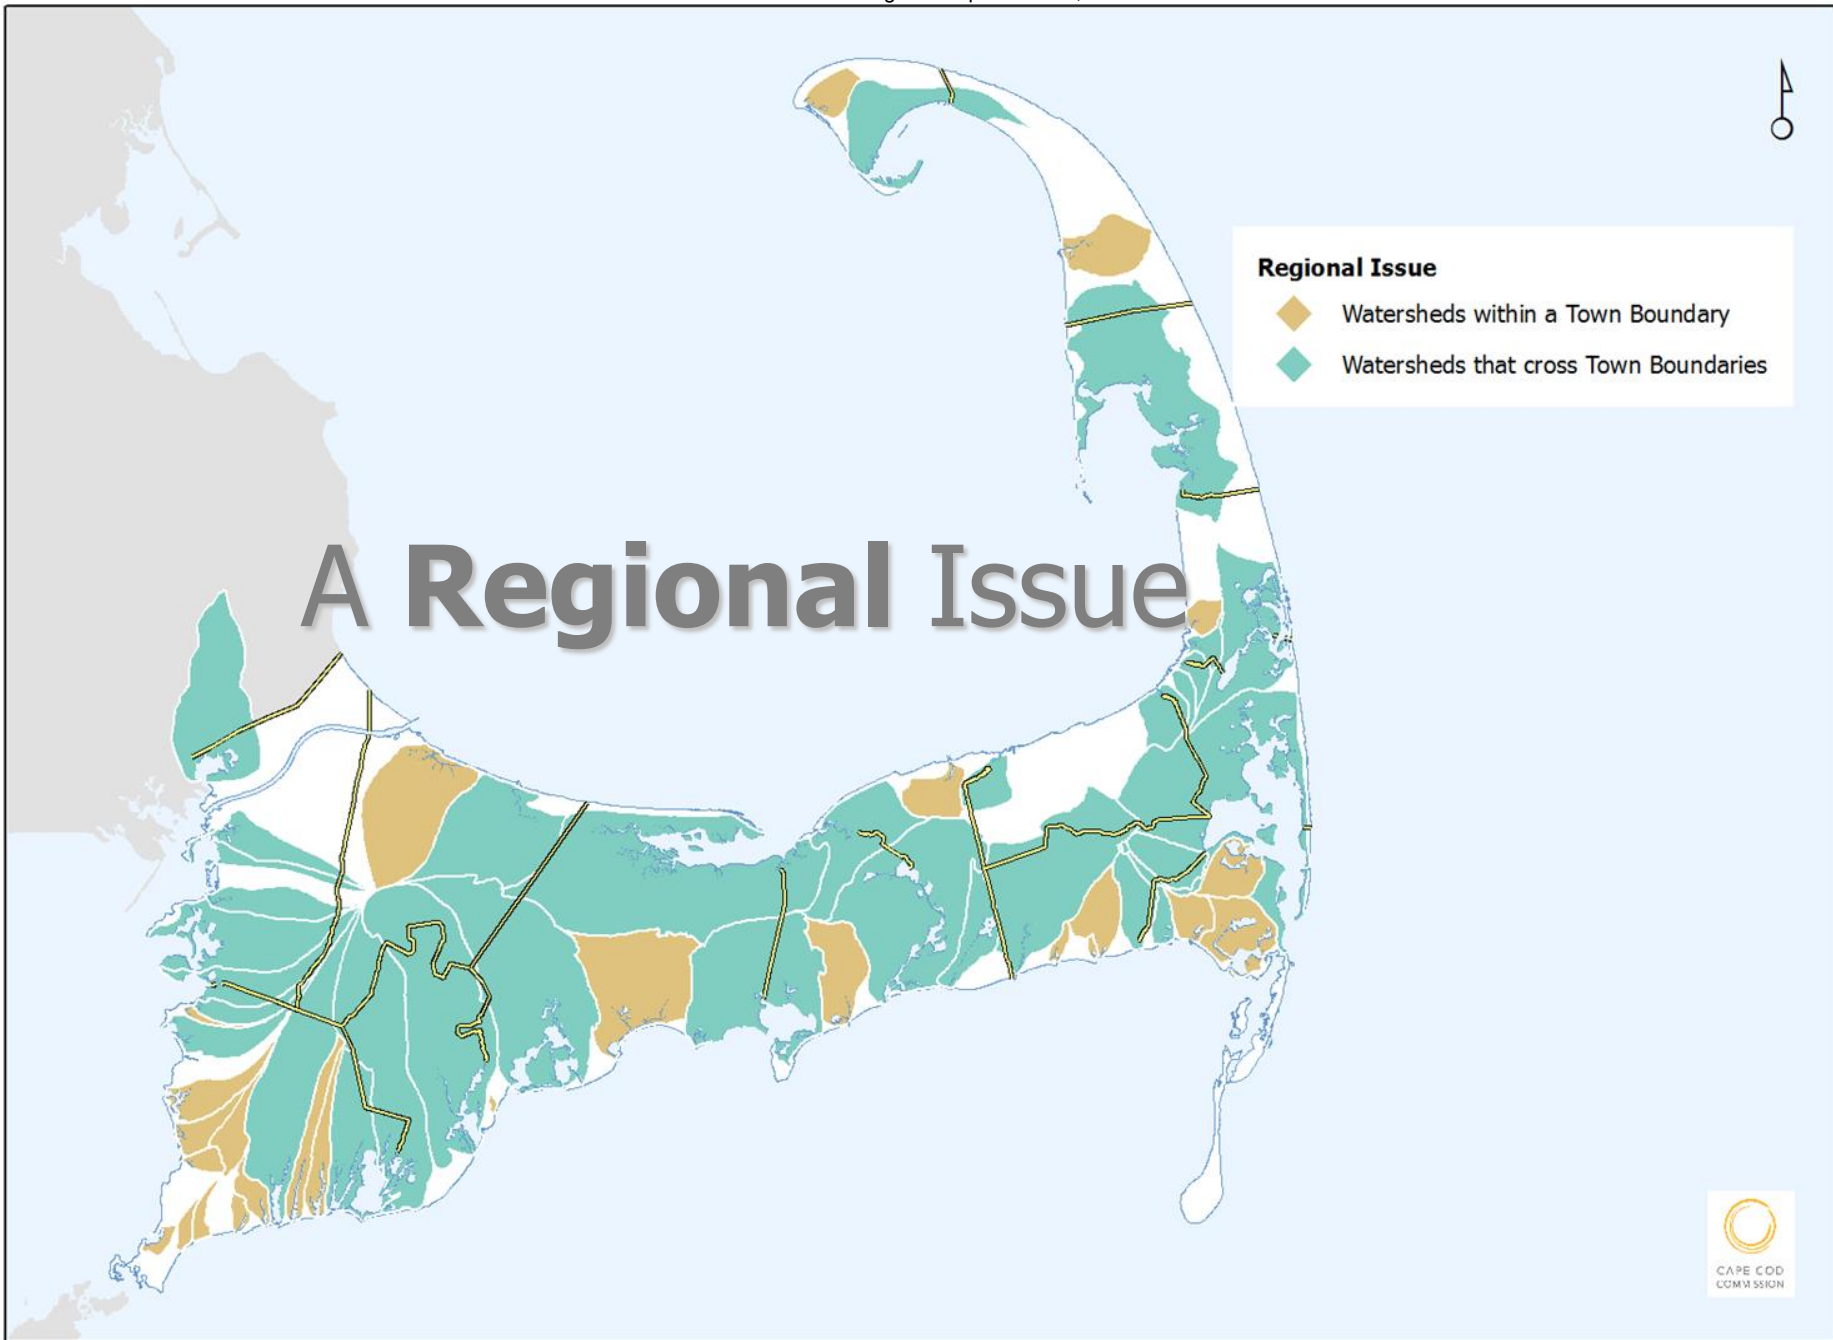 A Regional Issue
Regional Issue
Watersheds within a Town Boundary
Watersheds that cross Town Boundaries
CAPE COD
COMMISSION